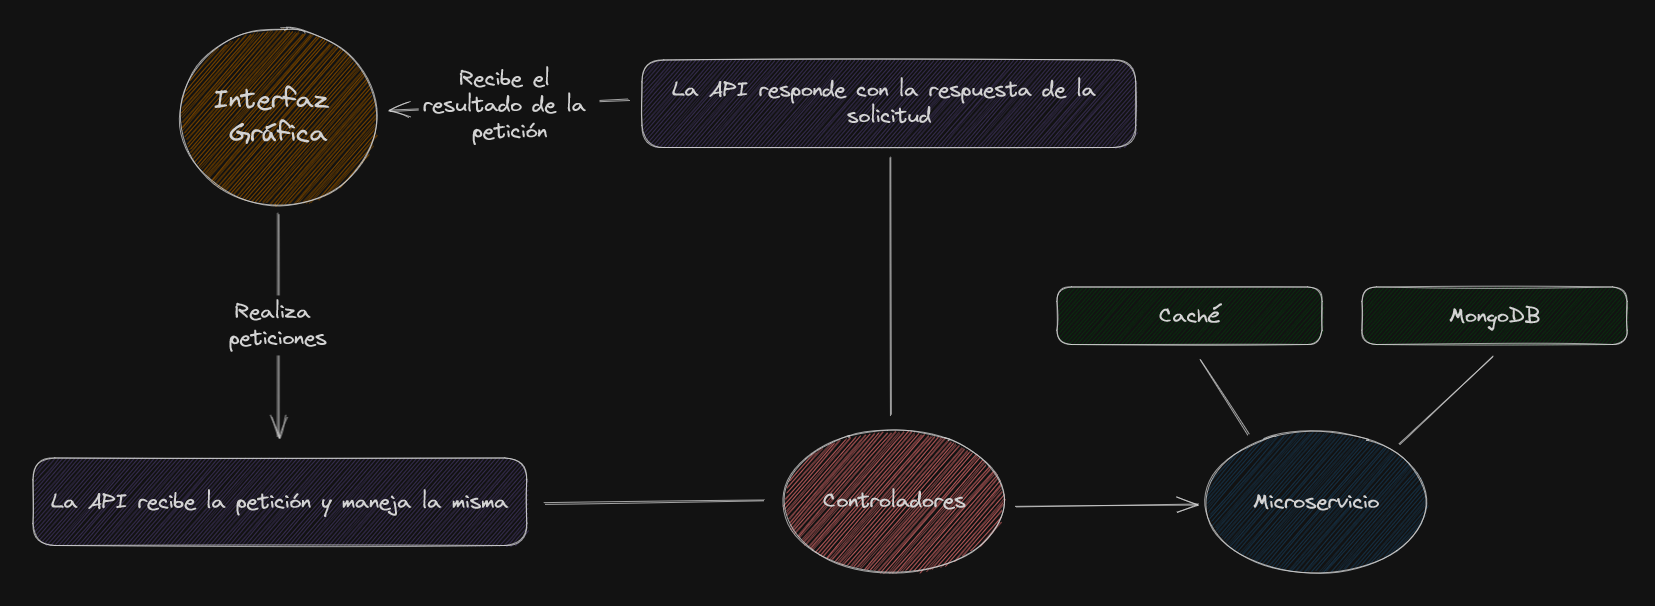 Interfaz
Gráfica
Recibe el
resultado de la
petición
La API responde con la respuesta de la
solicitud
Realiza
peticiones
Caché
MongoDB
La API recibe la petición y maneja la misma
Controladores
Microservicio